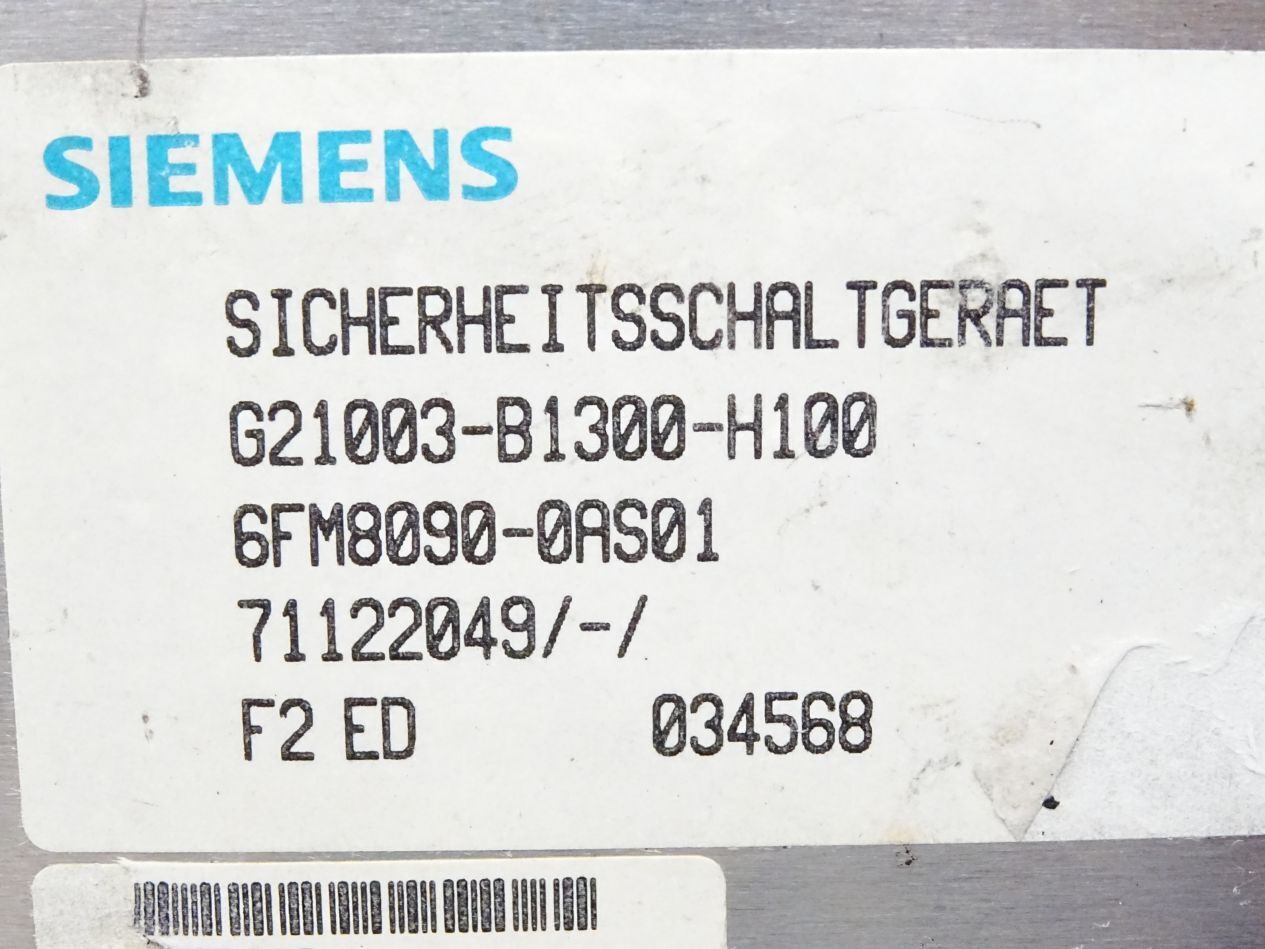 SIEMENS
SICHERHEITSSCHALTGERAET
G21003-B1300-H100
6FM8090-0AS01
71122049/-/
F2 ED 034568